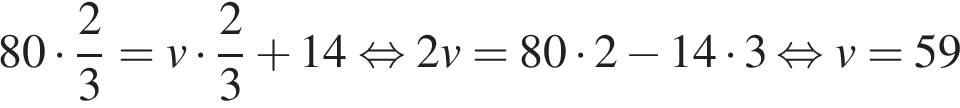 80 · 2/3 = v · 2/3 + 14 ⇔ 2v = 80 · 2 − 14 · 3 ⇔ v = 59